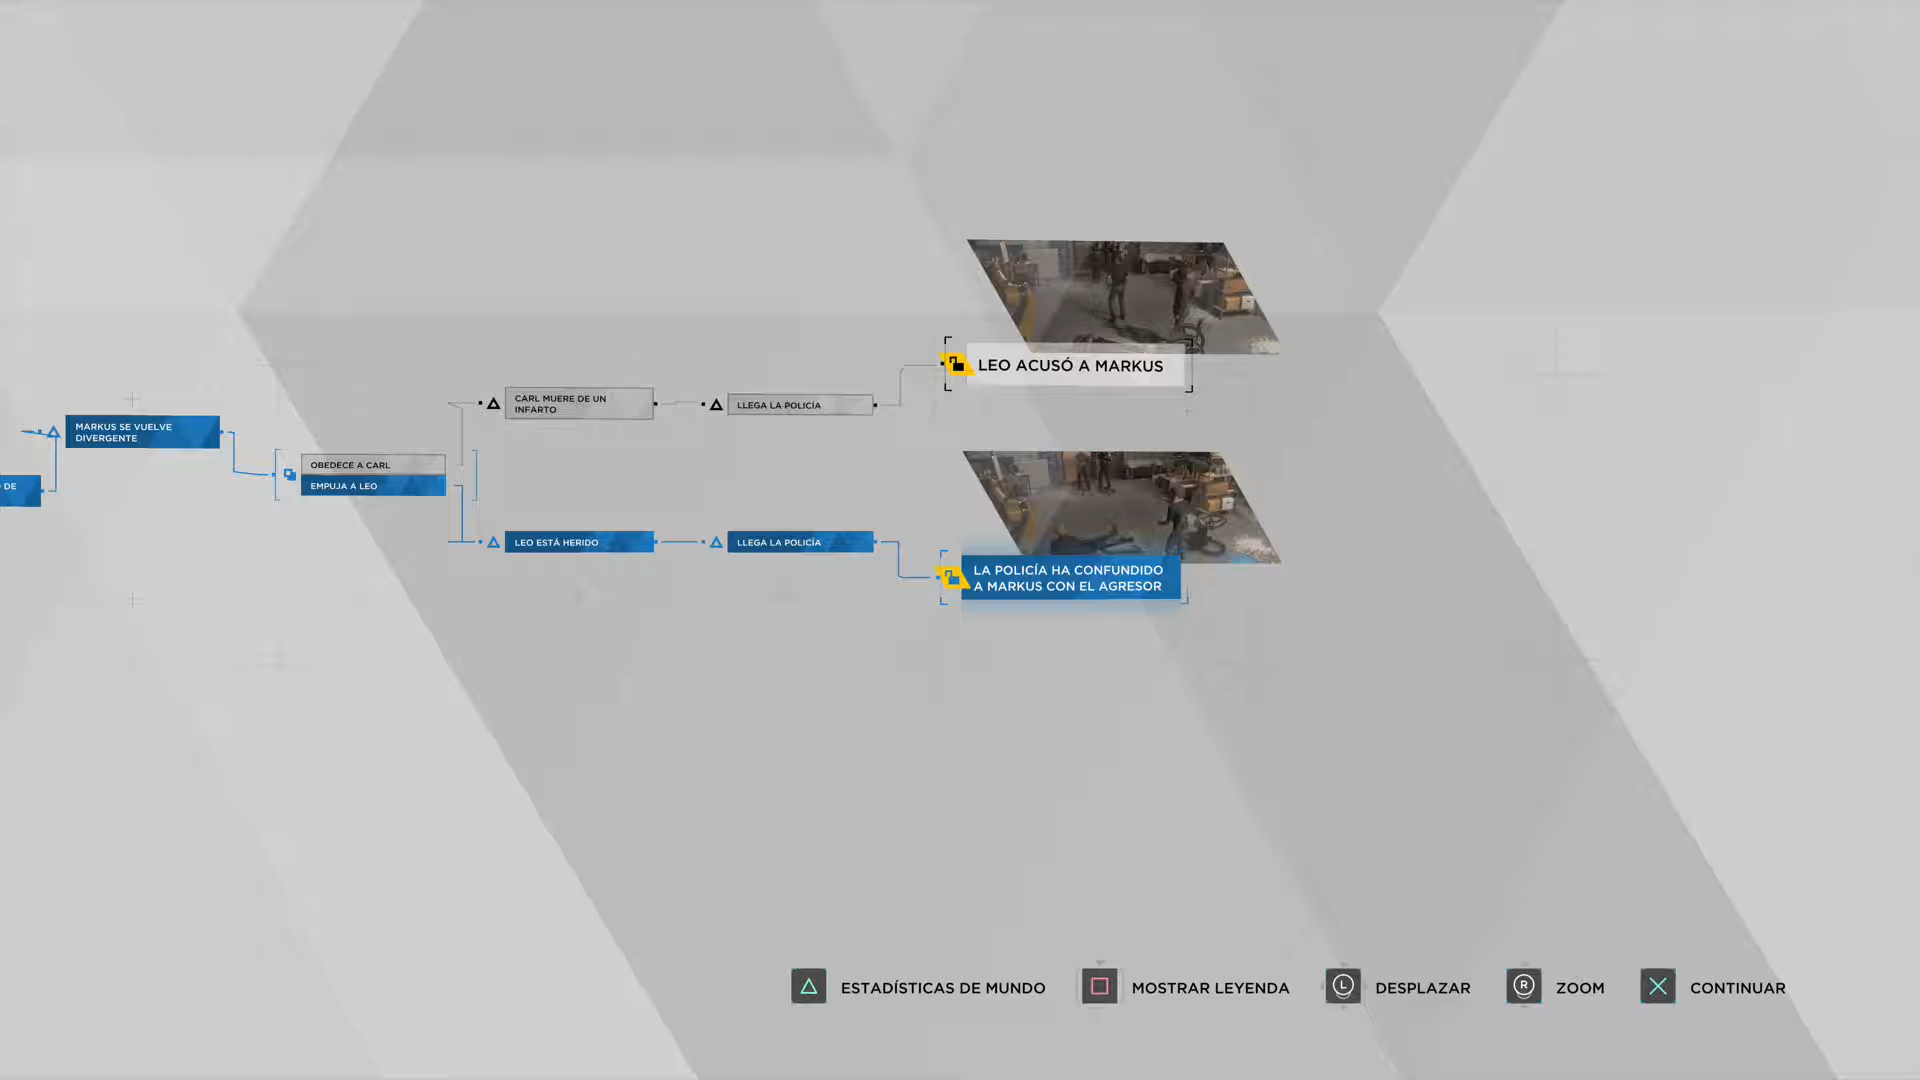 LEO ACUSÓ A MARKUS
CARL MUERE DE UN
INFARTO
LLEGA LA POLICÍA
MARKUS SE VUELVE
DIVERGENTE
OBEDECE A CARL
EMPUJA A LEO
DE
LEO ESTÁ HERIDO
LLEGA LA POLICÍA
LA POLICÍA HA CONFUNDIDO
A MARKUS CON EL AGRESOR
ESTADÍSTICAS DE MUNDO
MOSTRAR LEYENDA
L
DESPLAZAR
R
ZOOM
CONTINUAR